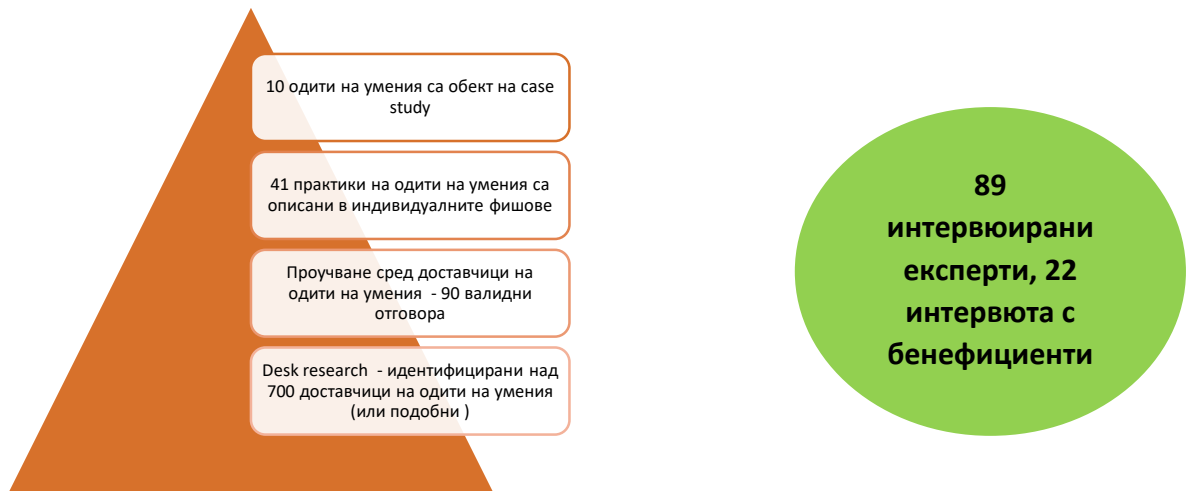 10 одити на умения са обект на case
study
41 практики на одити на умения са
описани в индивидуалните фишове
Проучване сред доставчици на
одити на умения - 90 валидни
отговора
Desk research - идентифицирани над
700 доставчици на одити на умения
(или подобни )
89
интервюирани
експерти, 22
интервюта с
бенефициенти